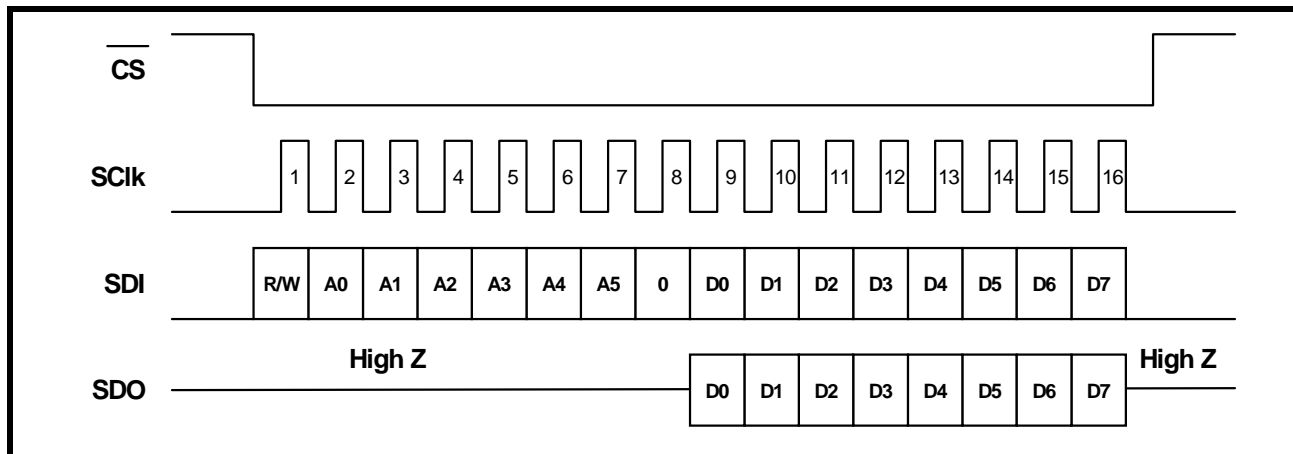 CS
SClk 1 2 3 4 5 6 7 8 9 10 11 12 13 14 15 16
SDI R/W A0 A1 A2 A3 A4 A5 0 D0 D1 D2 D3 D4 D5 D6 D7
High Z High Z
SDO D0 D1 D2 D3 D4 D5 D6 D7